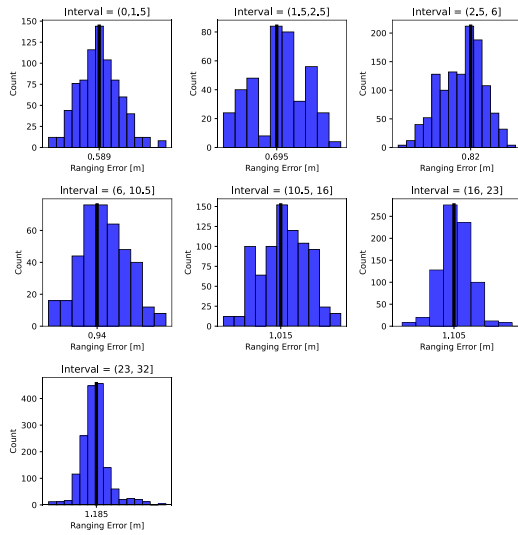 Interval = (0,1.5]
150
125
100
75
50
25
0
Count
0.589
Ranging Error [m]
Interval = (1.5,2.5]
80
60
40
20
0
Count
0.695
Ranging Error [m]
Interval = (2.5, 6]
200
150
100
50
0
Count
0.82
Ranging Error [m]
Interval = (6, 10.5]
60
40
20
0
Count
0.94
Ranging Error [m]
Interval = (10.5, 16]
150
125
100
75
50
25
0
Count
1.015
Ranging Error [m]
Interval = (16, 23]
250
200
150
100
50
0
Count
1.105
Ranging Error [m]
Interval = (23, 32]
400
300
200
100
0
Count
1.185
Ranging Error [m]